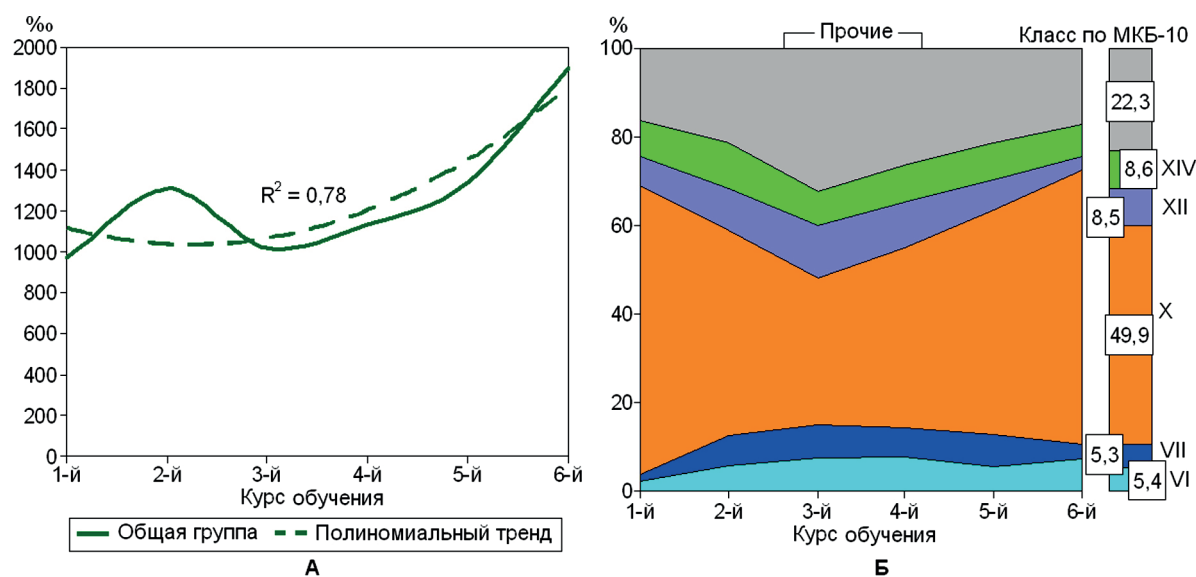 ‰
2000
1800
1600
1400
1200
1000
800
600
400
200
0
R² = 0,78
1-й 2-й 3-й 4-й 5-й 6-й
Курс обучения
Общая группа Полиномиальный тренд
А
% Прочие Класс по МКБ-10
100
80
60
40
20
0
22,3
8,6 XIV
8,5 XII
49,9 X
5,3 VII
5,4 VI
1-й 2-й 3-й 4-й 5-й 6-й
Курс обучения
Б